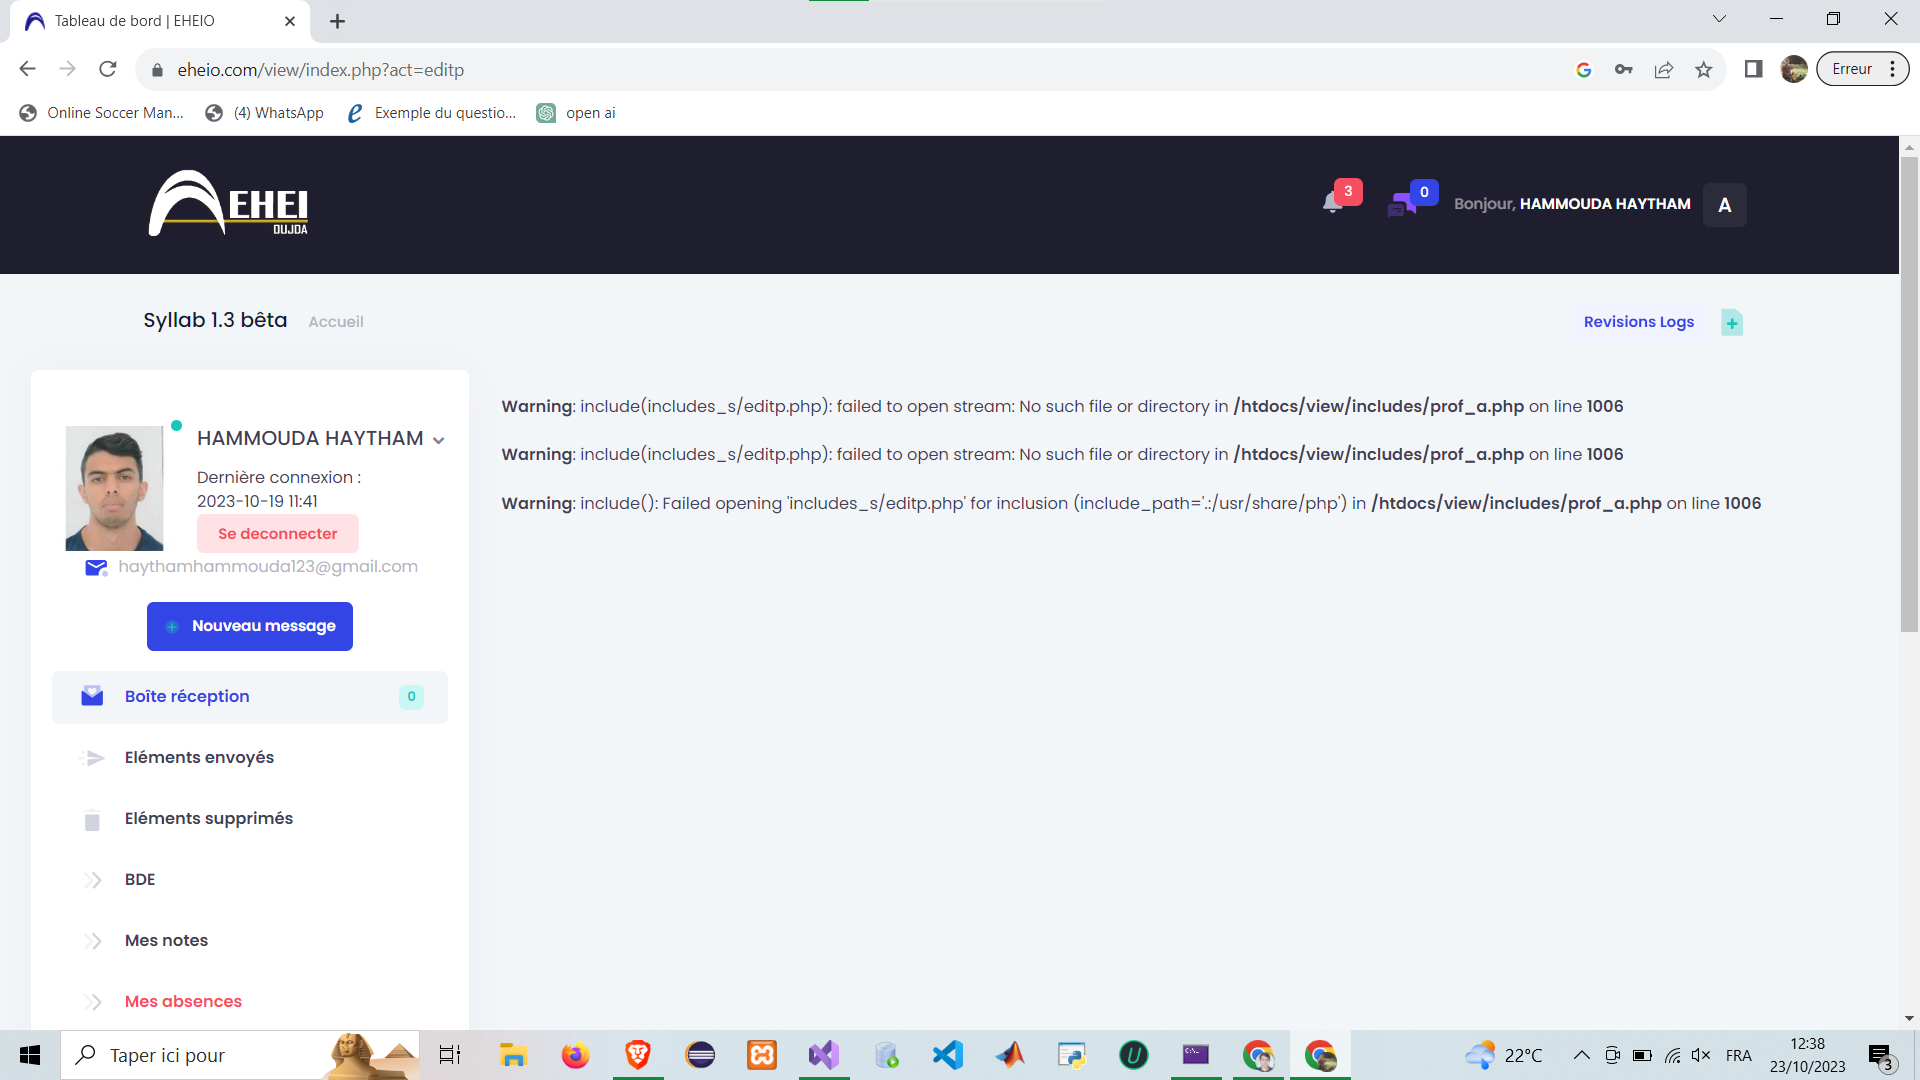 Tableau de bord | EHEIO
eheio.com/view/index.php?act=editp
Erreur
Online Soccer Man...
(4) WhatsApp
Exemple du questio...
open ai
EHEI
OUJDA
3
0
Bonjour, HAMMOUDA HAYTHAM
A
Syllab 1.3 bêta
Accueil
Revisions Logs
HAMMOUDA HAYTHAM
Dernière connexion :
2023-10-19 11:41
Se deconnecter
haythamhammouda123@gmail.com
Nouveau message
Boîte réception
0
Eléments envoyés
Eléments supprimés
BDE
Mes notes
Mes absences
Warning: include(includes_s/editp.php): failed to open stream: No such file or directory in /htdocs/view/includes/prof_a.php on line 1006
Warning: include(includes_s/editp.php): failed to open stream: No such file or directory in /htdocs/view/includes/prof_a.php on line 1006
Warning: include(): Failed opening 'includes_s/editp.php' for inclusion (include_path='.:/usr/share/php') in /htdocs/view/includes/prof_a.php on line 1006
Taper ici pour
22°C
FRA
12:38
23/10/2023
3